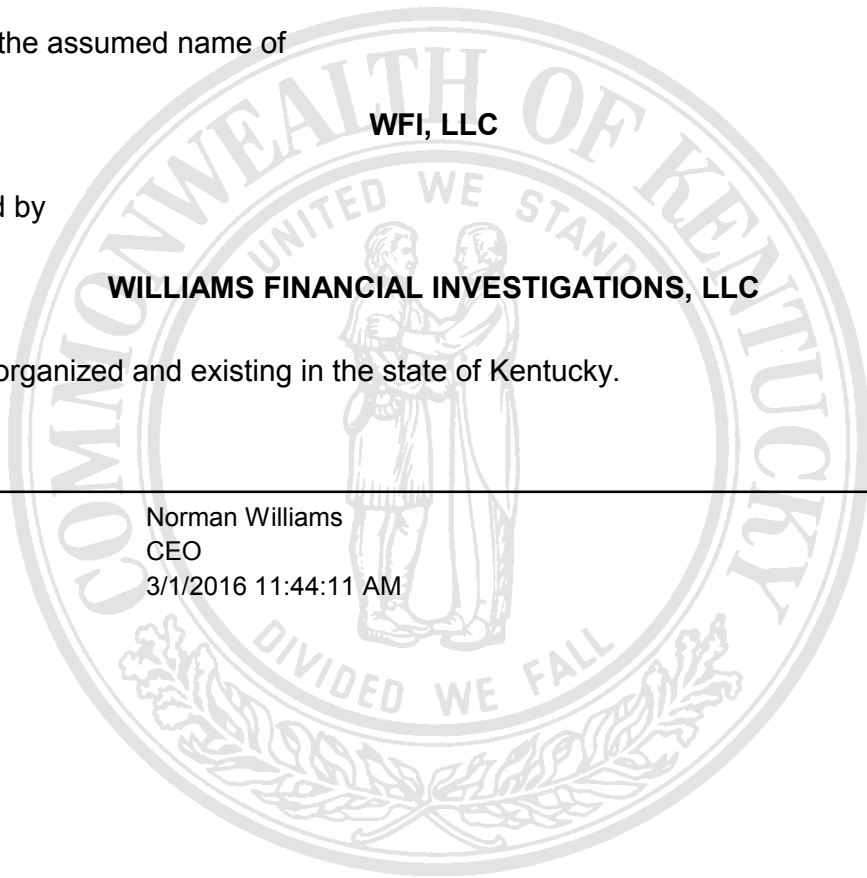 the assumed name of
WFI, LLC
by
WILLIAMS FINANCIAL INVESTIGATIONS, LLC
organized and existing in the state of Kentucky.
Norman Williams
CEO
3/1/2016 11:44:11 AM
COMMONWEALTH OF KENTUCKY
UNITED WE STAND
DIVIDED WE FALL